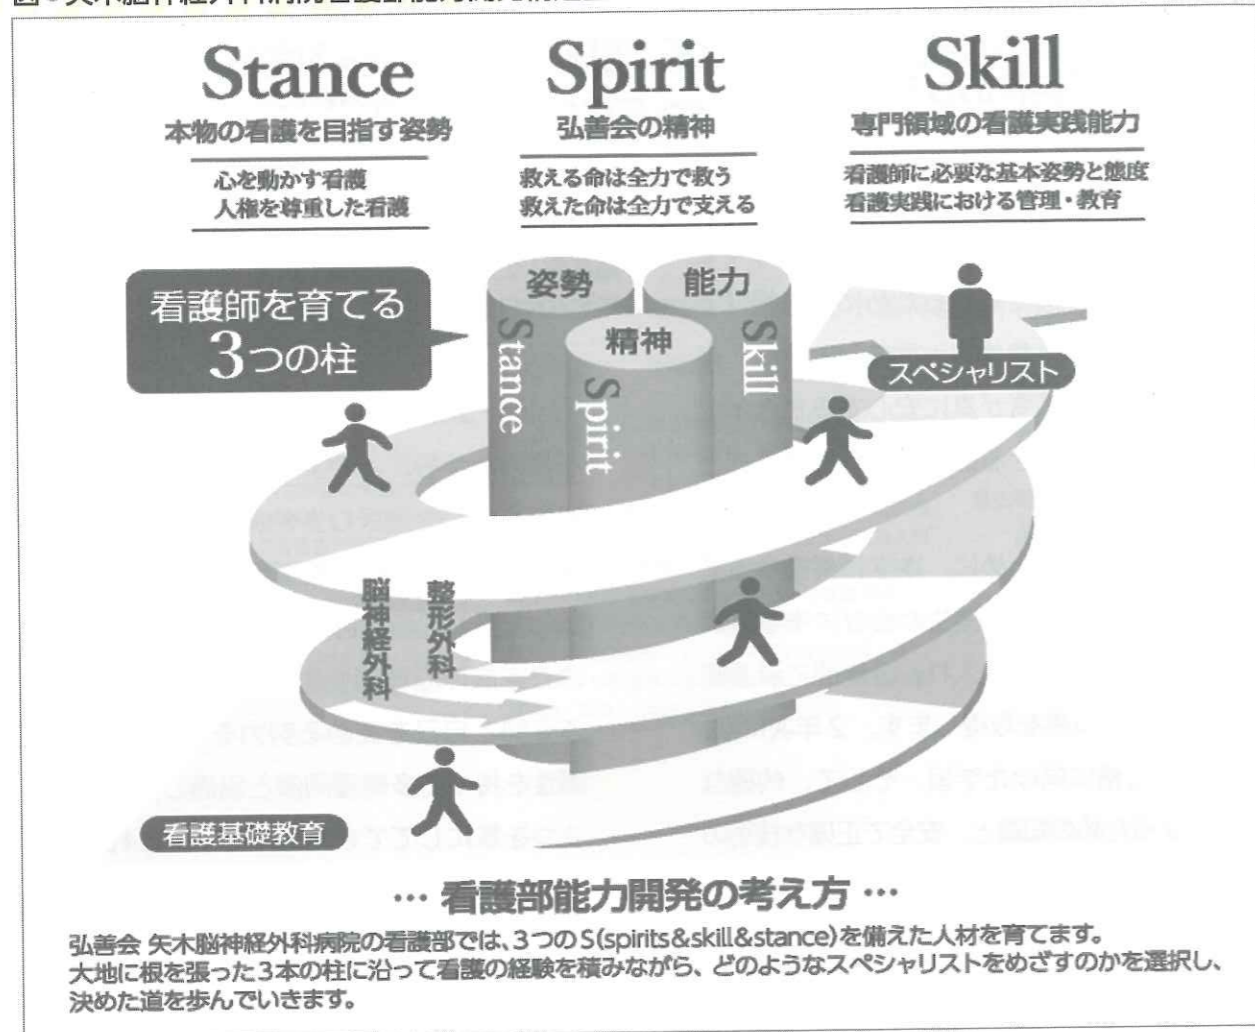 Stance
本物の看護を目指す姿勢
心を動かす看護
人権を尊重した看護
Spirit
弘善会の精神
救える命は全力で救う
救えた命は全力で支える
Skill
専門領域の看護実践能力
看護師に必要な基本姿勢と態度
看護実践における管理・教育
看護師を育てる
3つの柱
姿勢
Stance
精神
Spirit
能力
Skill
スペシャリスト
脳神経外科
整形外科
看護基礎教育
… 看護部能力開発の考え方 …
弘善会 矢木脳神経外科病院の看護部では、3つのS(spirits&skill&stance)を備えた人材を育てます。
大地に根を張った3本の柱に沿って看護の経験を積みながら、どのようなスペシャリストをめざすのかを選択し、
決めた道を歩んでいきます。